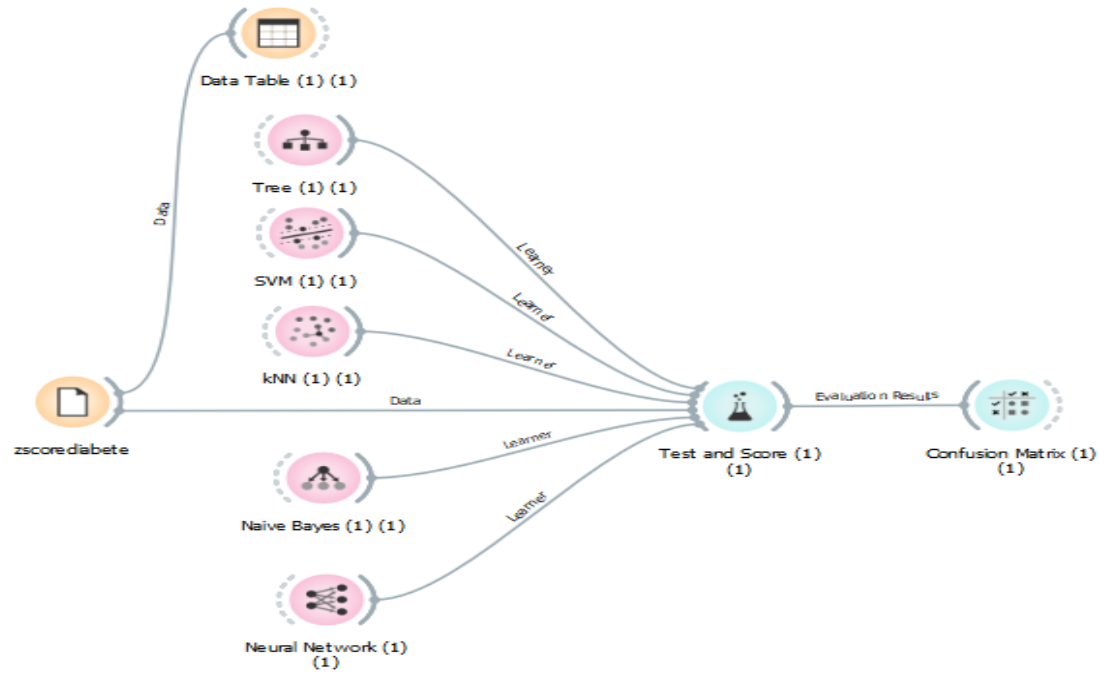 Data Table (1) (1)
Data
Tree (1) (1)
Learner
SVM (1) (1)
Learner
kNN (1) (1)
Learner
zscorediabete
Data
Evaluation Results
Test and Score (1)
(1)
Confusion Matrix (1)
(1)
Learner
Naive Bayes (1) (1)
Learner
Neural Network (1)
(1)